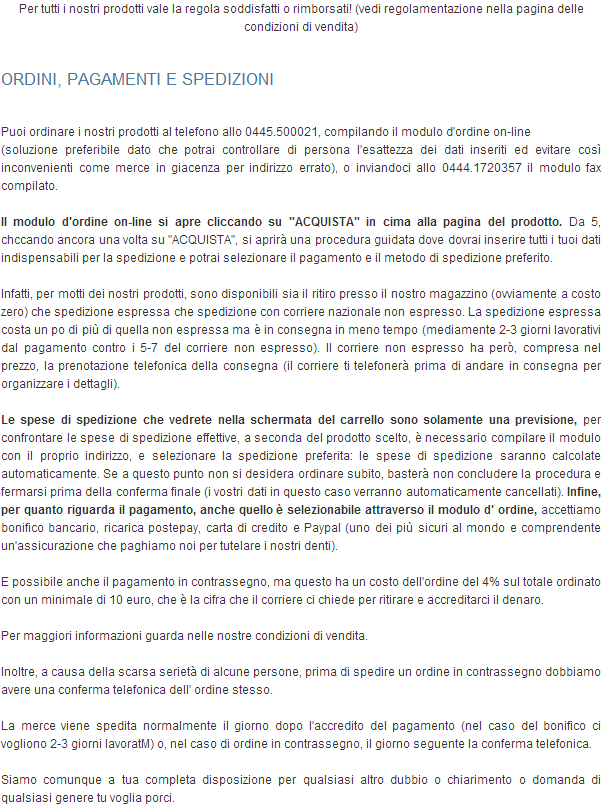 Per tutti i nostri prodotti vale la regola soddisfatti o rimborsati! (vedi regolamentazione nella pagina delle
condizioni di vendita)
ORDINI, PAGAMENTI E SPEDIZIONI
Puoi ordinare i nostri prodotti al telefono allo 0445.500021, compilando il modulo d'ordine on-line
(soluzione preferibile dato che potrai controllare di persona l'esattezza dei dati inseriti ed evitare così
inconvenienti come merce in giacenza per indirizzo errato), o inviandoci allo 0444.1720357 il modulo fax
compilato.
Il modulo d'ordine on-line si apre cliccando su "ACQUISTA" in cima alla pagina del prodotto. Da 5,
chccando ancora una volta su "ACQUISTA", si aprirà una procedura guidata dove dovrai inserire tutti i tuoi dati
indispensabili per la spedizione e potrai selezionare il pagamento e il metodo di spedizione preferito.
Infatti, per motti dei nostri prodotti, sono disponibili sia il ritiro presso il nostro magazzino (ovviamente a costo
zero) che spedizione espressa che spedizione con corriere nazionale non espresso. La spedizione espressa
costa un po di più di quella non espressa ma è in consegna in meno tempo (mediamente 2-3 giorni lavorativi
dal pagamento contro i 5-7 del corriere non espresso). Il corriere non espresso ha però, compresa nel
prezzo, la prenotazione telefonica della consegna (il corriere ti telefonerà prima di andare in consegna per
organizzare i dettagli).
Le spese di spedizione che vedrete nella schermata del carrello sono solamente una previsione, per
confrontare le spese di spedizione effettive, a seconda del prodotto scelto, è necessario compilare il modulo
con il proprio indirizzo, e selezionare la spedizione preferita: le spese di spedizione saranno calcolate
automaticamente. Se a questo punto non si desidera ordinare subito, basterà non concludere la procedura e
fermarsi prima della conferma finale (i vostri dati in questo caso verranno automaticamente cancellati). Infine,
per quanto riguarda il pagamento, anche quello è selezionabile attraverso il modulo d' ordine, accettiamo
bonifico bancario, ricarica postepay, carta di credito e Paypal (uno dei più sicuri al mondo e comprendente
un'assicurazione che paghiamo noi per tutelare i nostri denti).
E possibile anche il pagamento in contrassegno, ma questo ha un costo dell'ordine del 4% sul totale ordinato
con un minimale di 10 euro, che è la cifra che il corriere ci chiede per ritirare e accreditarci il denaro.
Per maggiori informazioni guarda nelle nostre condizioni di vendita.
Inoltre, a causa della scarsa serietà di alcune persone, prima di spedire un ordine in contrassegno dobbiamo
avere una conferma telefonica dell' ordine stesso.
La merce viene spedita normalmente il giorno dopo l'accredito del pagamento (nel caso del bonifico ci
vogliono 2-3 giorni lavoratM) o, nel caso di ordine in contrassegno, il giorno seguente la conferma telefonica.
Siamo comunque a tua completa disposizione per qualsiasi altro dubbio o chiarimento o domanda di
qualsiasi genere tu voglia porci.